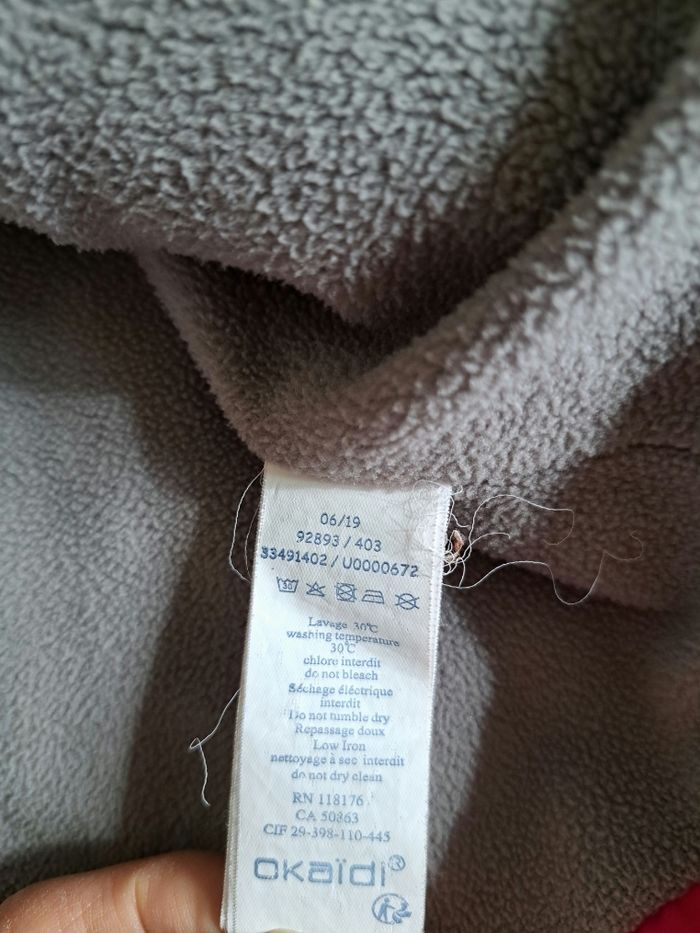 06/19
92893 / 403
33491402 / U0000672
30
Lavage 30°C
washing temperature
30°C
chlore interdit
do not bleach
Séchage éléctrique
interdit
Do not tumble dry
Repassage doux
Low Iron
nettoyage à sec interdit
do not dry clean
RN 118176
CA 50863
CIF 29-398-110-445
okaïdi®